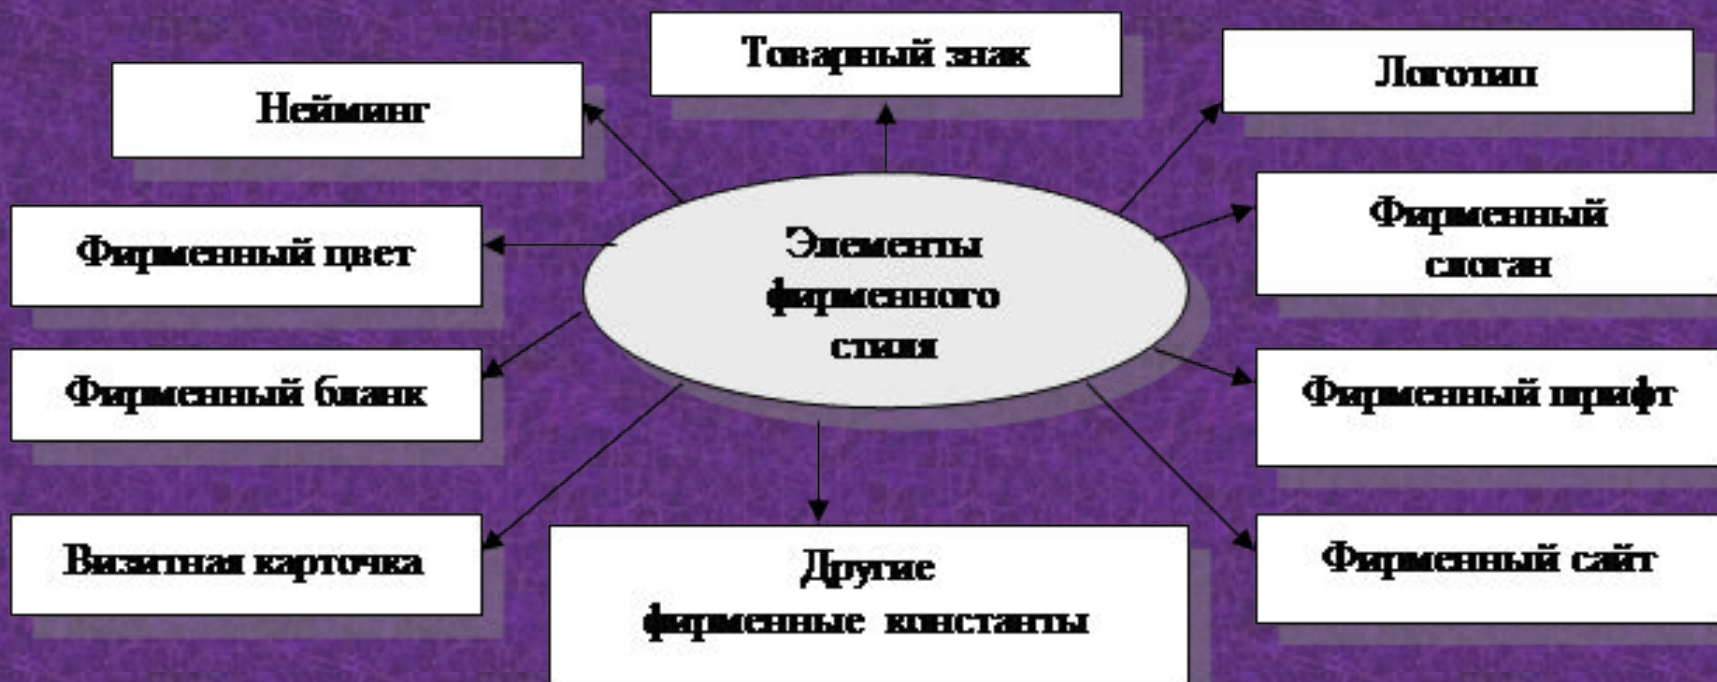 Товарный знак
Логотип
Нейминг
Фирменный
слоган
Фирменный цвет
Элементы
фирменного
стиля
Фирменный бланк
Фирменный шрифт
Визитная карточка
Другие
фирменные константы
Фирменный сайт